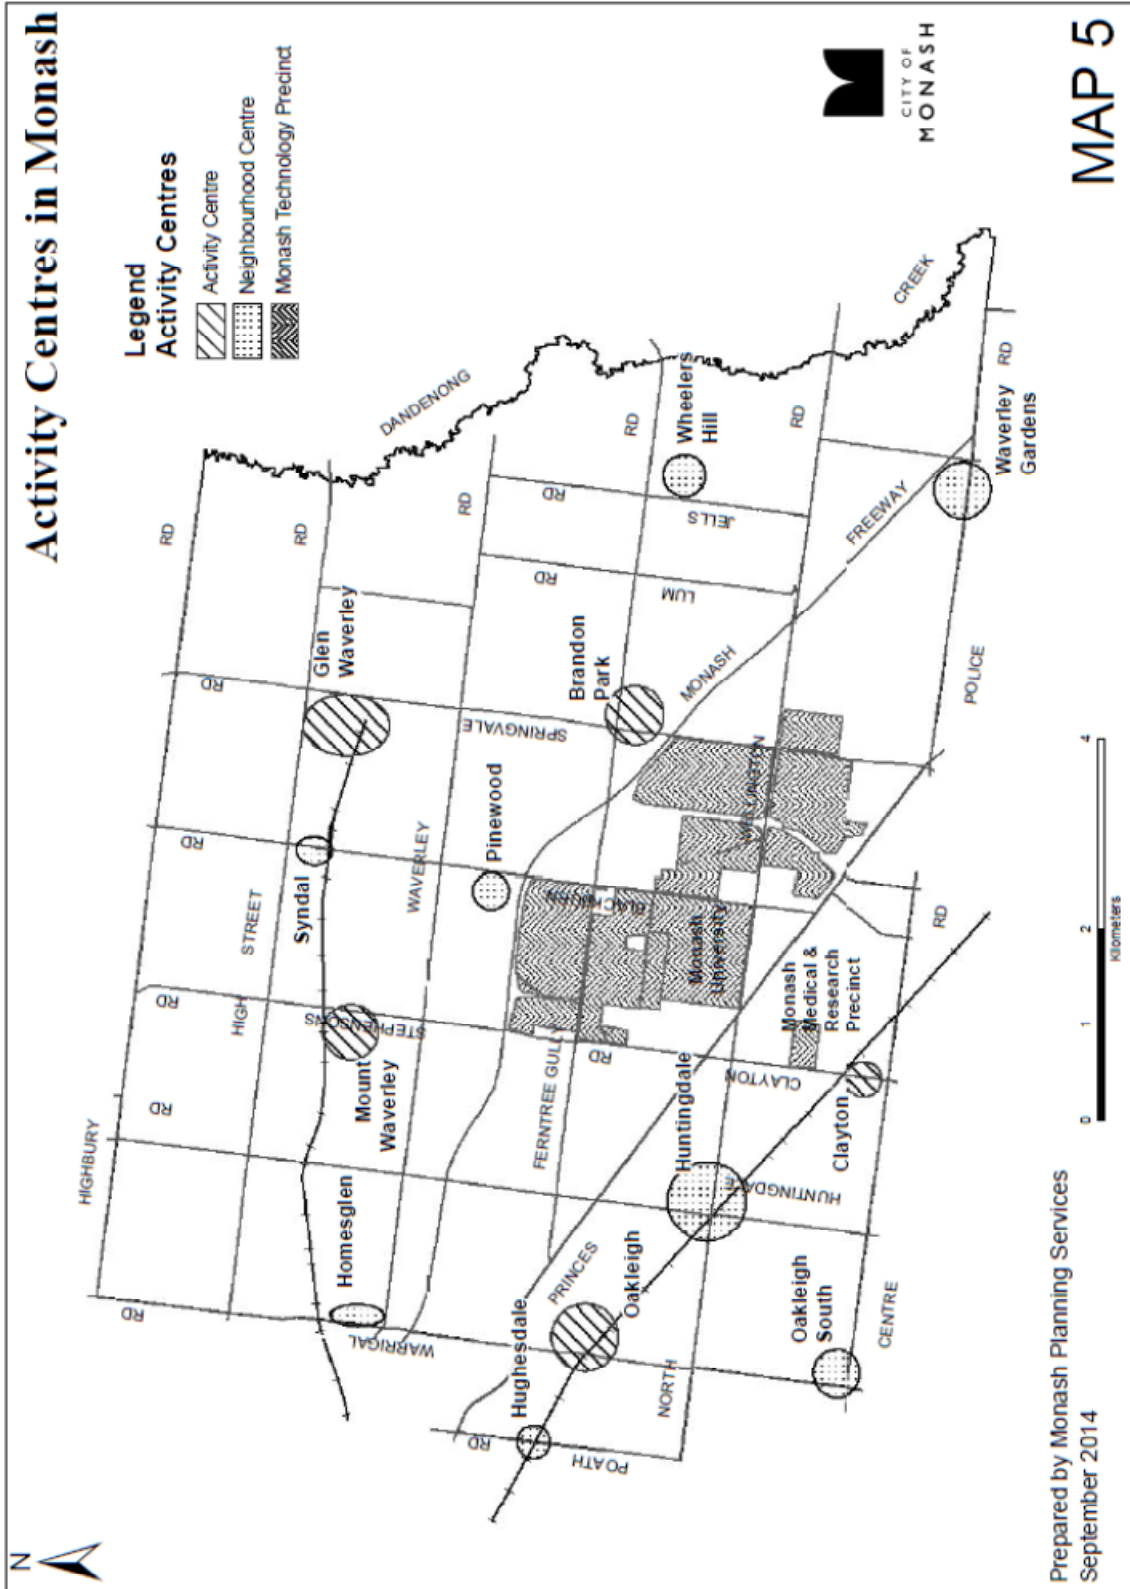 Activity Centres in Monash
N
Legend
Activity Centres
Activity Centre
Neighbourhood Centre
Monash Technology Precinct
CITY OF
MONASH
HIGHBURY
RD
RD
RD
RD
RD
RD
HIGH
STREET
RD
Syndal
Glen
Waverley
Mount
Waverley
STEPHENSONS
Homesglen
WARRIGAL
WAVERLEY
RD
DANDENONG
CREEK
SPRINGVALE
Pinewood
RD
RD
Brandon
Park
LUM
JELLS
RD
Wheelers
Hill
FERNTREE GULLY
RD
BLACKBURN
MONASH
FREEWAY
PRINCES
Hughesdale
RD
POATH
Oakleigh
Huntingdale
HUNTINGDALE
NORTH
Monash
University
WELLINGTON
RD
Monash
Medical &
Research
Precinct
CLAYTON
Clayton
Oakleigh
South
CENTRE
RD
POLICE
RD
Waverley
Gardens
0
1
2
4
Kilometers
Prepared by Monash Planning Services
September 2014
MAP 5